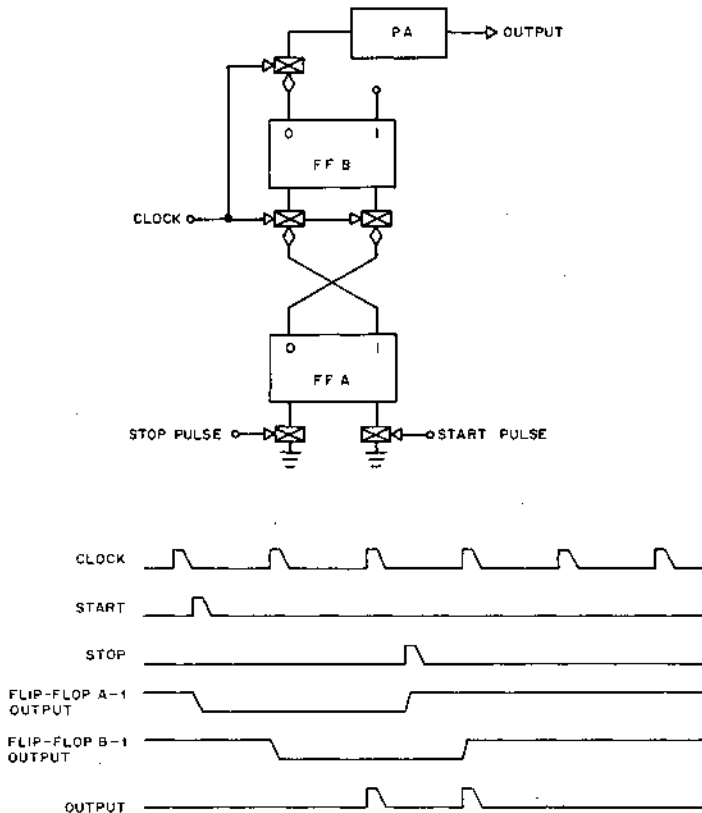 PA
OUTPUT
0 1
FF B
CLOCK
0 1
FF A
STOP PULSE
START PULSE
CLOCK
START
STOP
FLIP-FLOP A-1
OUTPUT
FLIP-FLOP B-1
OUTPUT
OUTPUT